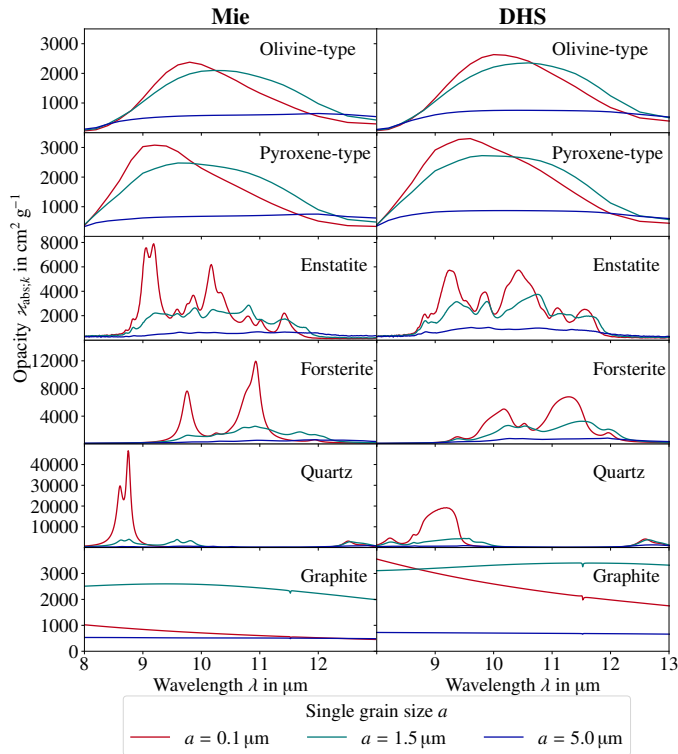 Mie
DHS
Olivine-type
Olivine-type
3000
2000
1000
Pyroxene-type
Pyroxene-type
3000
2000
1000
Enstatite
Enstatite
8000
6000
4000
2000
Forsterite
Forsterite
12000
8000
4000
Quartz
Quartz
40000
30000
20000
10000
0
Graphite
Graphite
3000
2000
1000
0
Opacity ϰabs;k in cm² g⁻¹
8 9 10 11 12
9 10 11 12 13
Wavelength λ in μm
Wavelength λ in μm
Single grain size a
a = 0.1 μm
a = 1.5 μm
a = 5.0 μm